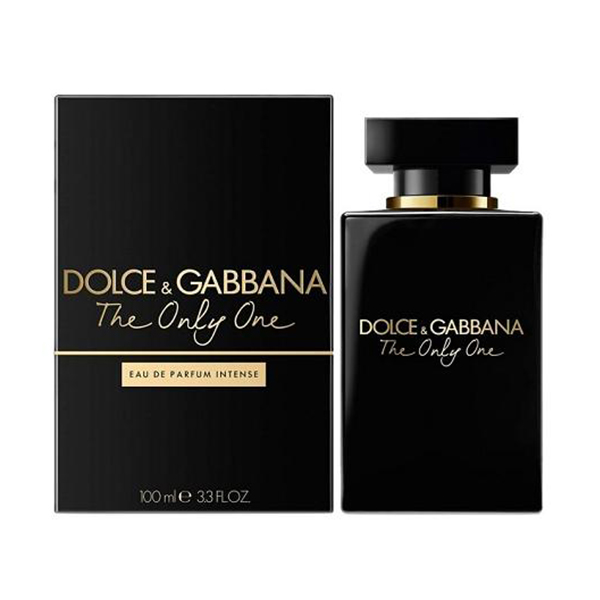 DOLCE & GABBANA
The Only One
EAU DE PARFUM INTENSE
100 ml ℮ 3.3 FL.OZ.
DOLCE & GABBANA
The Only One